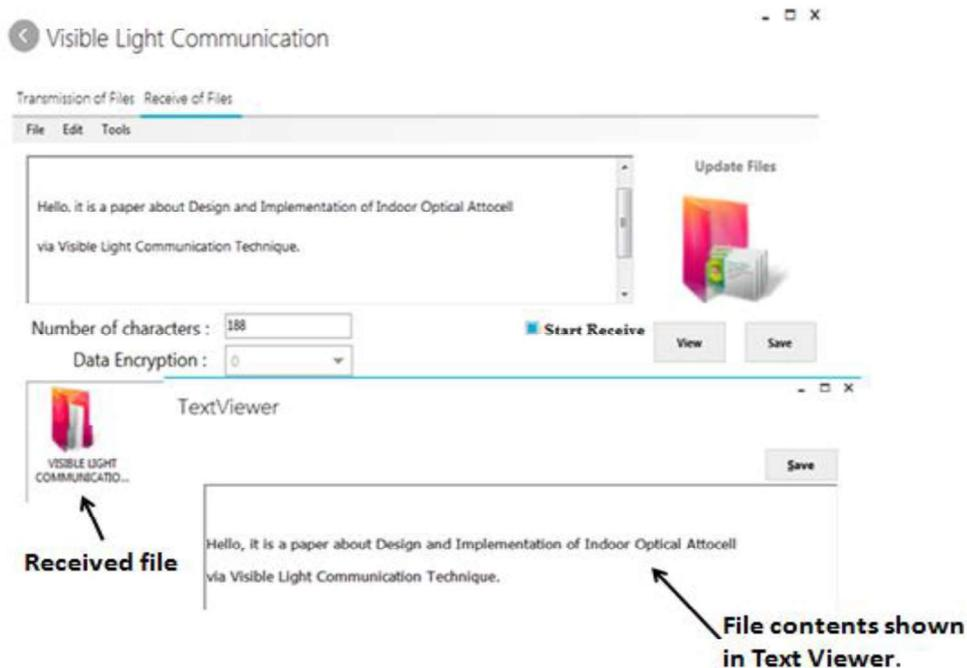 Visible Light Communication
Transmission of Files Receive of Files
File Edit Tools
Update Files
Hello. it is a paper about Design and Implementation of Indoor Optical Attocell
via Visible Light Communication Technique.
Number of characters : 188
Start Receive
View Save
Data Encryption : 0
TextViewer
VISIBLE LIGHT
COMMUNICATIO...
Save
Received file
Hello, it is a paper about Design and Implementation of Indoor Optical Attocell
via Visible Light Communication Technique.
File contents shown
in Text Viewer.